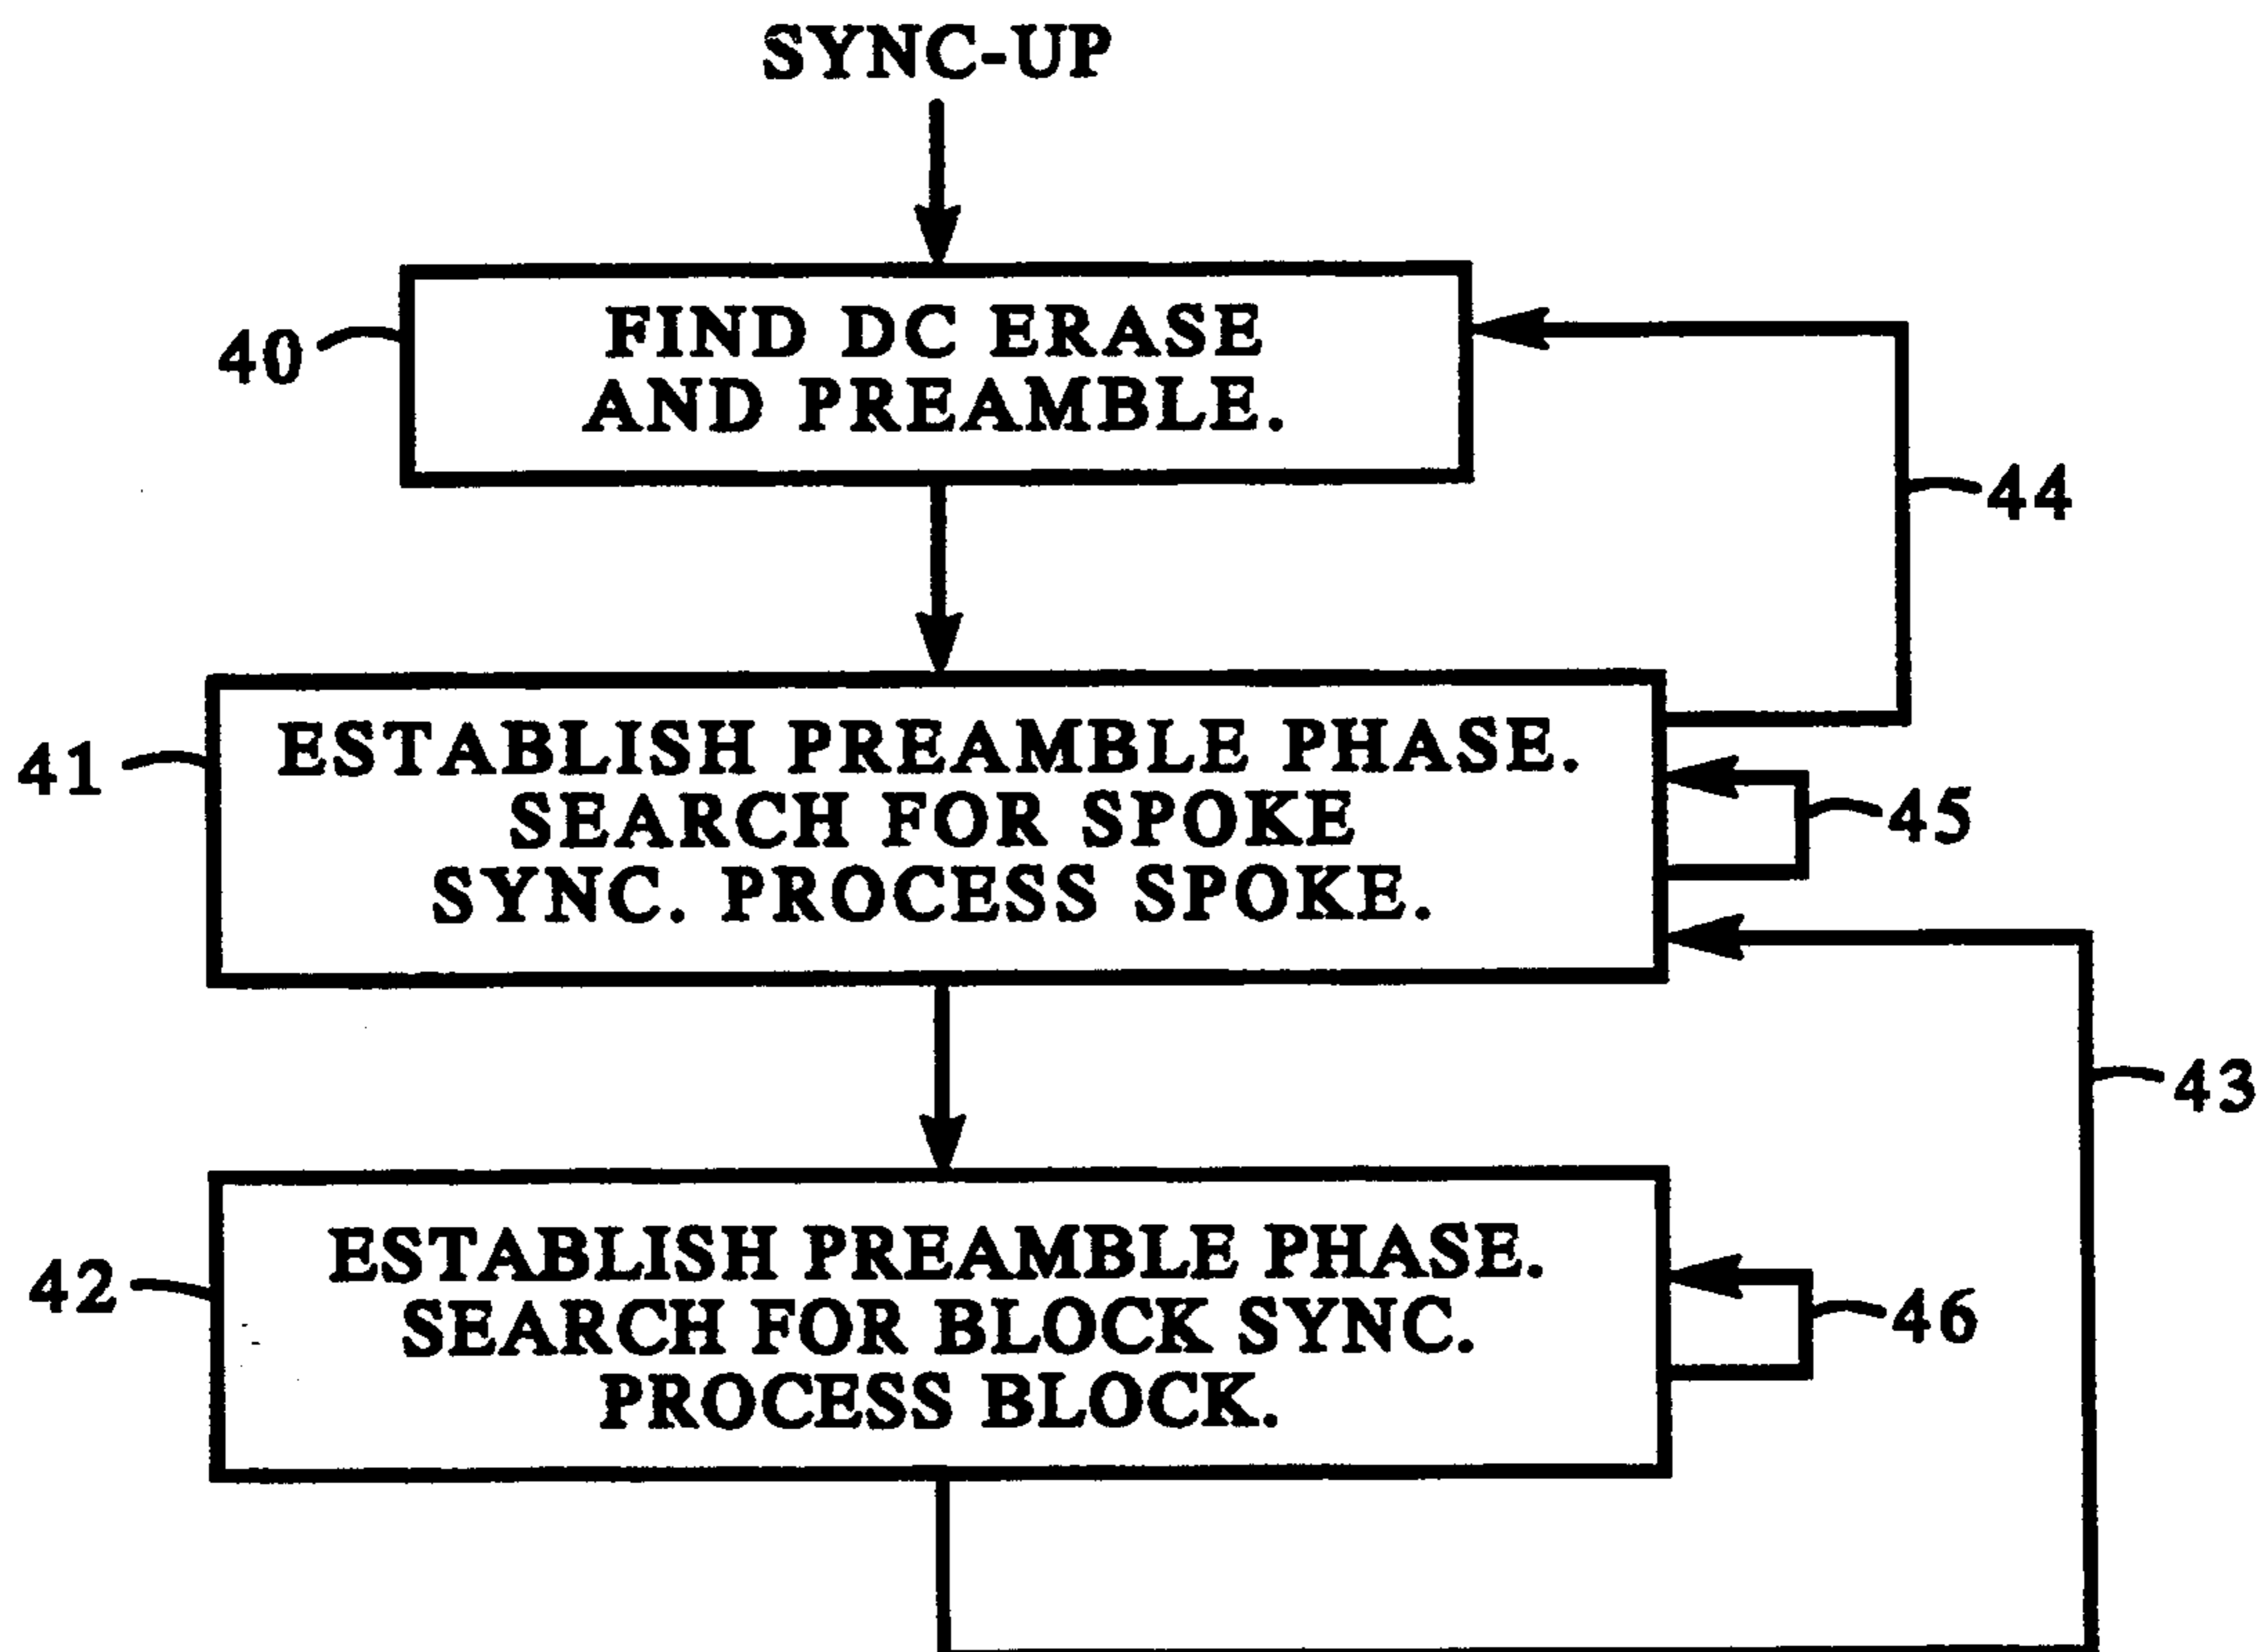 SYNC-UP
40
FIND DC ERASE
AND PREAMBLE.
44
41
ESTABLISH PREAMBLE PHASE.
SEARCH FOR SPOKE
SYNC. PROCESS SPOKE.
45
43
42
ESTABLISH PREAMBLE PHASE.
SEARCH FOR BLOCK SYNC.
PROCESS BLOCK.
46